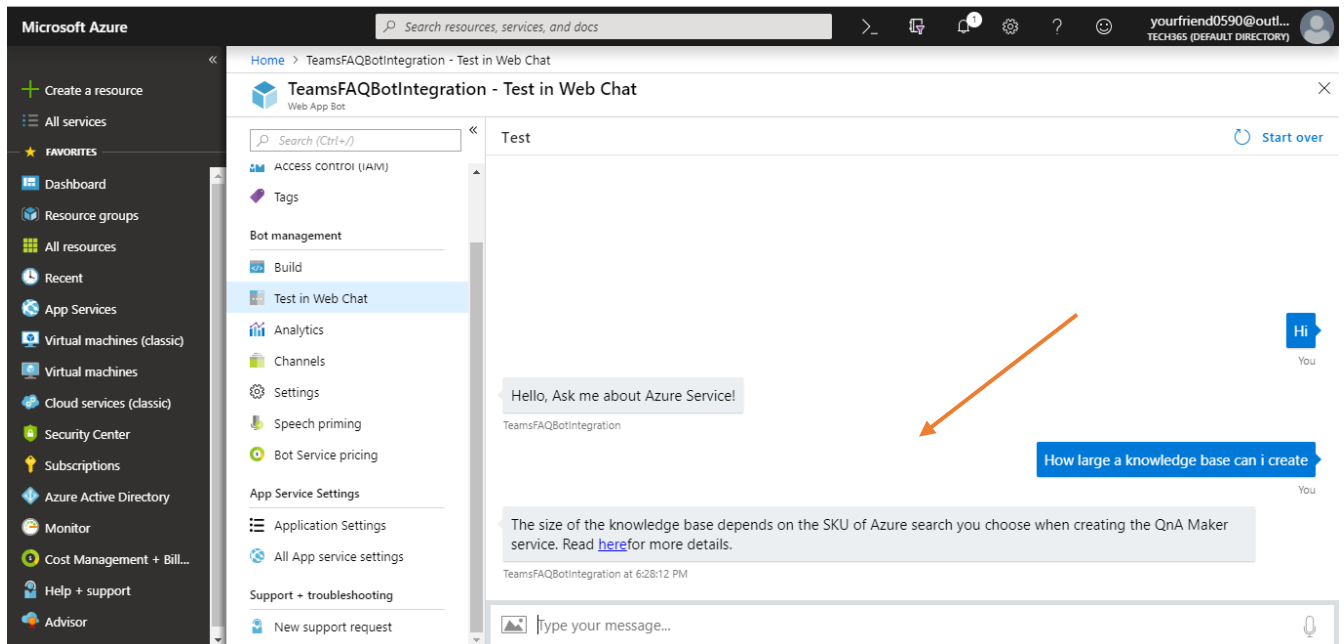 Microsoft Azure
Search resources, services, and docs
1
yourfriend0590@outl...
TECH365 (DEFAULT DIRECTORY)
Create a resource
All services
FAVORITES
Dashboard
Resource groups
All resources
Recent
App Services
Virtual machines (classic)
Virtual machines
Cloud services (classic)
Security Center
Subscriptions
Azure Active Directory
Monitor
Cost Management + Bill...
Help + support
Advisor
Home > TeamsFAQBotIntegration - Test in Web Chat
TeamsFAQBotIntegration - Test in Web Chat
Web App Bot
Search (Ctrl+/)
Access control (IAM)
Tags
Bot management
Build
Test in Web Chat
Analytics
Channels
Settings
Speech priming
Bot Service pricing
App Service Settings
Application Settings
All App service settings
Support + troubleshooting
New support request
Test
Start over
Hi
You
Hello, Ask me about Azure Service!
TeamsFAQBotIntegration
How large a knowledge base can i create
You
The size of the knowledge base depends on the SKU of Azure search you choose when creating the QnA Maker
service. Read herefor more details.
TeamsFAQBotIntegration at 6:28:12 PM
Type your message...